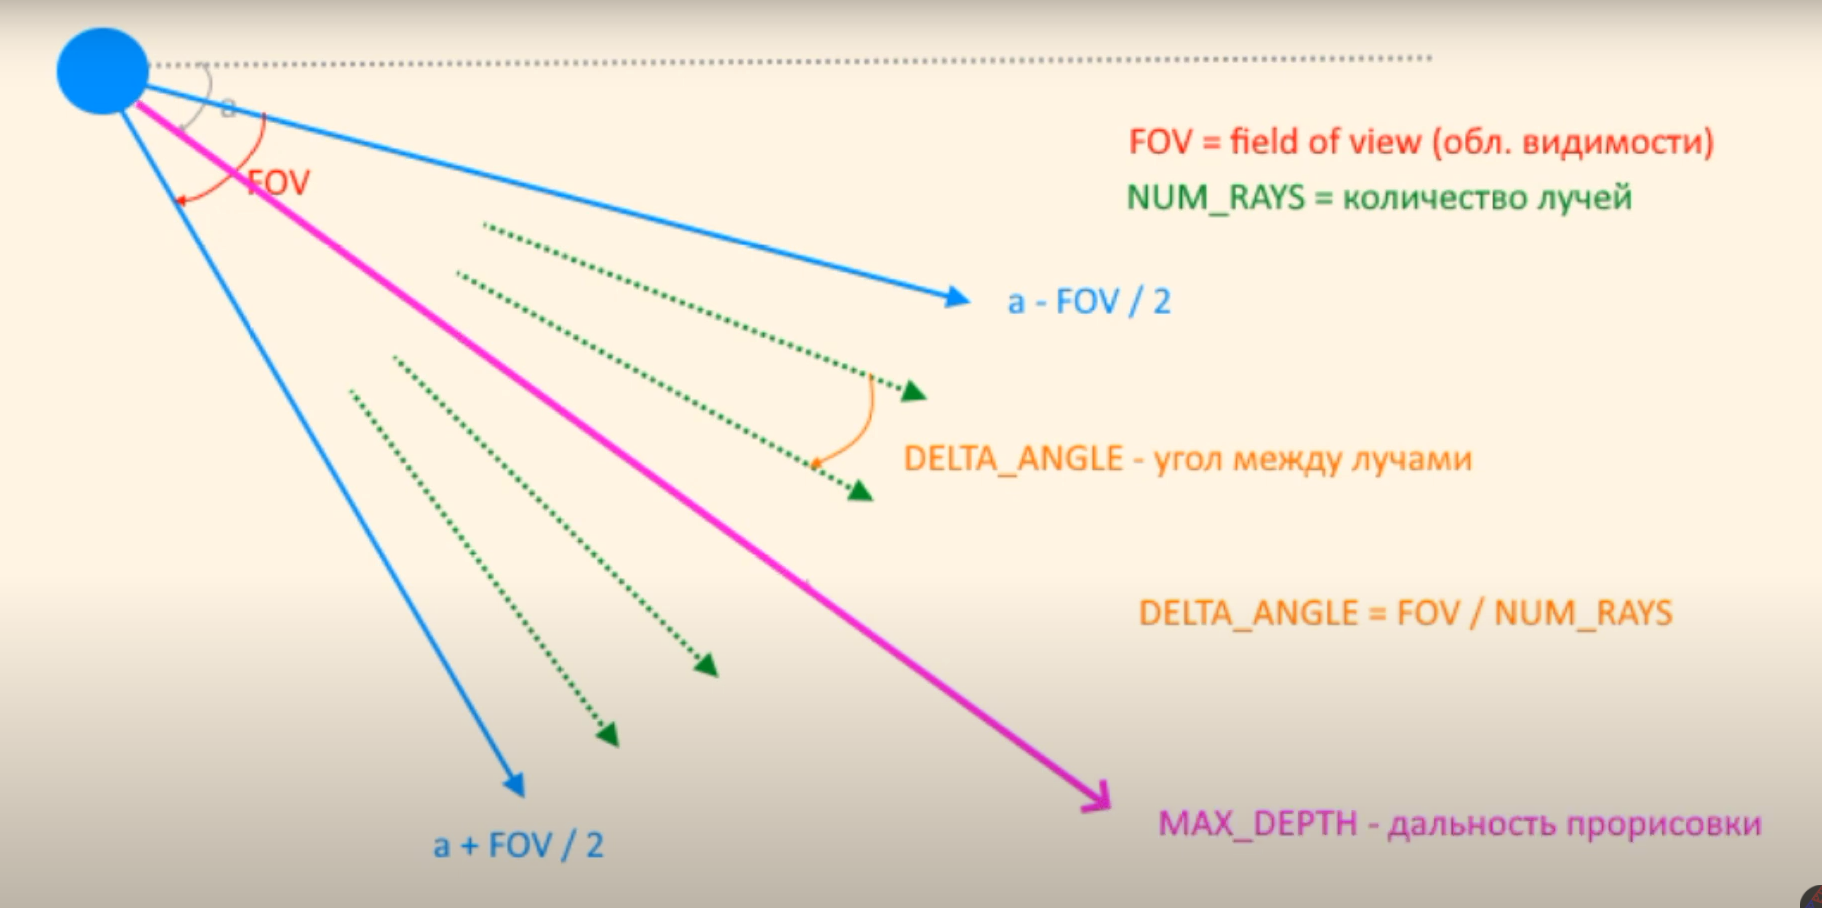 a
FOV
FOV = field of view (обл. видимости)
NUM_RAYS = количество лучей
a - FOV / 2
DELTA_ANGLE - угол между лучами
DELTA_ANGLE = FOV / NUM_RAYS
MAX_DEPTH - дальность прорисовки
a + FOV / 2